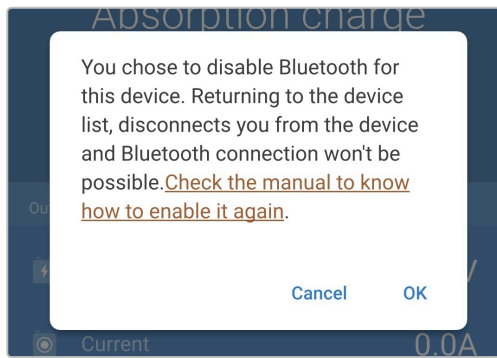 Absorption charge
You chose to disable Bluetooth for
this device. Returning to the device
list, disconnects you from the device
and Bluetooth connection won't be
possible.Check the manual to know
how to enable it again.
Cancel OK
Current 0.0A